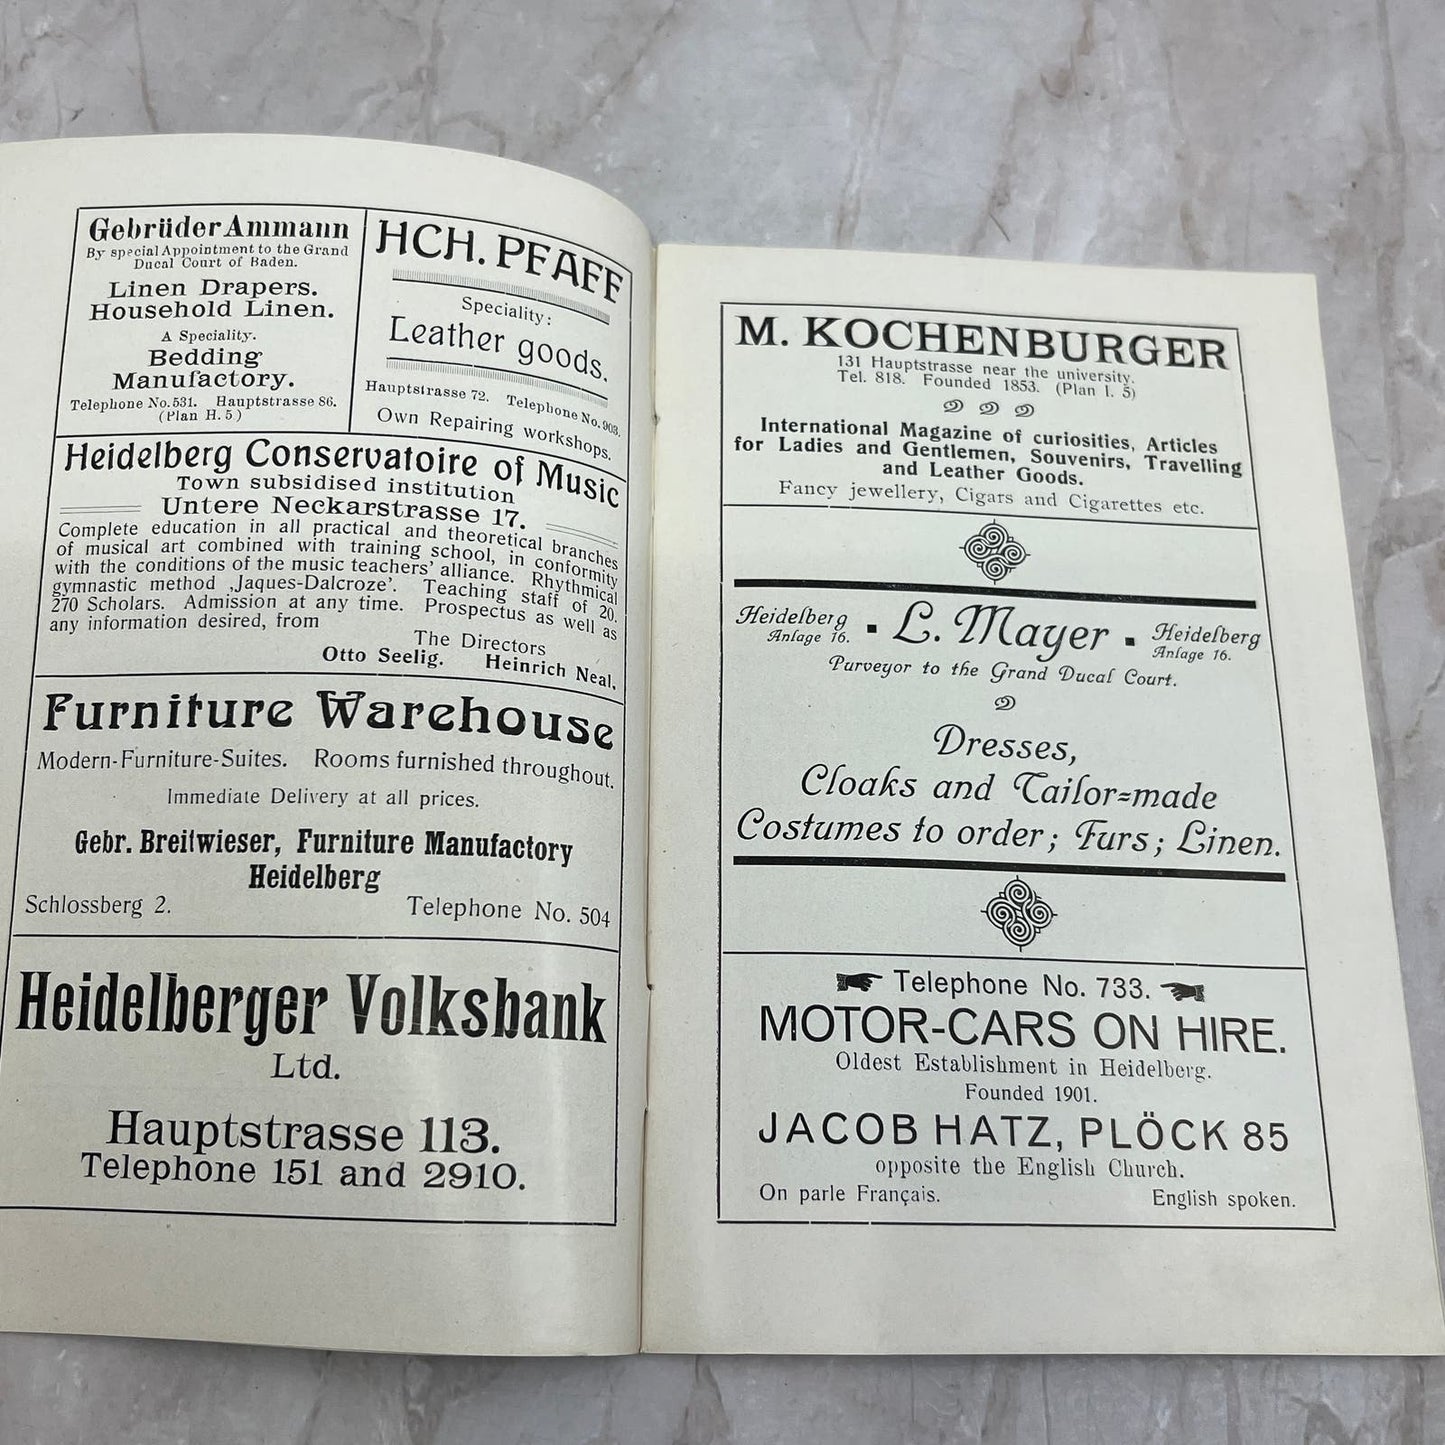 Gebrüder Ammann
By special Appointment to the Grand
Ducal Court of Baden.
Linen Drapers.
Household Linen.
A Speciality.
Bedding
Manufactory.
Telephone No. 531. Hauptstrasse 86.
(Plan H. 5)
HCH. PFAFF
Speciality:
Leather goods.
Hauptstrasse 72. Telephone No. 903.
Own Repairing workshops.
Heidelberg Conservatoire of Music
Town subsidised institution
Untere Neckarstrasse 17.
Complete education in all practical and theoretical branches
of musical art combined with training school, in conformity
with the conditions of the music teachers' alliance. Rhythmical
gymnastic method ‚Jaques-Dalcroze'. Teaching staff of 20.
270 Scholars. Admission at any time. Prospectus as well as
any information desired, from
The Directors
Otto Seelig. Heinrich Neal.
Furniture Warehouse
Modern-Furniture-Suites. Rooms furnished throughout.
Immediate Delivery at all prices.
Gebr. Breitwieser, Furniture Manufactory
Heidelberg
Schlossberg 2. Telephone No. 504
Heidelberger Volksbank
Ltd.
Hauptstrasse 113.
Telephone 151 and 2910.
M. KOCHENBURGER
131 Hauptstrasse near the university.
Tel. 818. Founded 1853. (Plan I. 5)
International Magazine of curiosities, Articles
for Ladies and Gentlemen, Souvenirs, Travelling
and Leather Goods.
Fancy jewellery, Cigars and Cigarettes etc.
Heidelberg
Anlage 16.
L. Mayer
Heidelberg
Anlage 16.
Purveyor to the Grand Ducal Court.
Dresses,
Cloaks and Tailor=made
Costumes to order; Furs; Linen.
Telephone No. 733.
MOTOR-CARS ON HIRE.
Oldest Establishment in Heidelberg.
Founded 1901.
JACOB HATZ, PLÖCK 85
opposite the English Church.
On parle Français. English spoken.